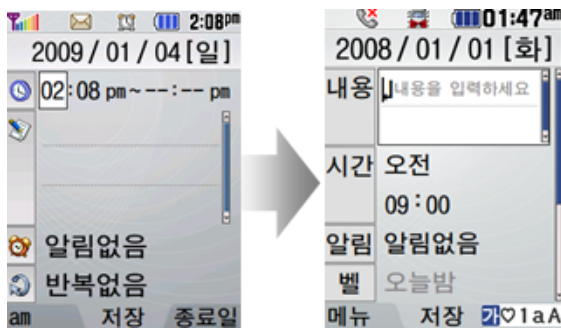 2:08PM
2009 / 01 / 04 [일]
02:08 pm ~ --:-- pm
알림없음
반복없음
am 저장 종료일
01:47am
2008 / 01 / 01 [화]
내용 내용을 입력하세요
시간 오전
09:00
알림 알림없음
벨 오늘밤
메뉴 저장 가♡1aA